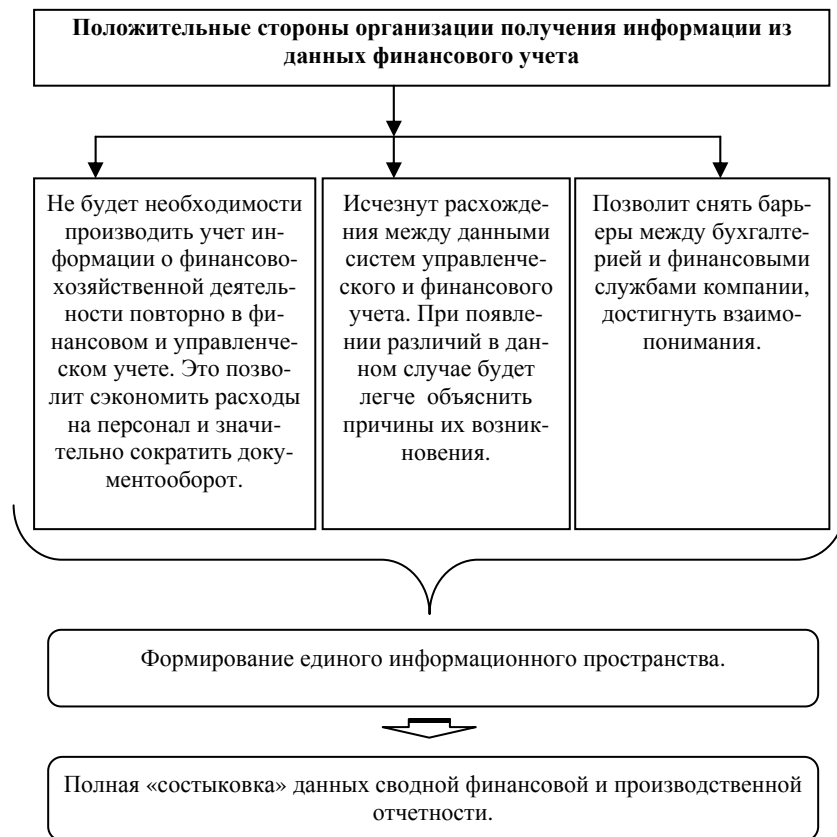 Положительные стороны организации получения информации из
данных финансового учета
Не будет необходимости
производить учет ин-
формации о финансово-
хозяйственной деятель-
ности повторно в фи-
нансовом и управленче-
ском учете. Это позво-
лит сэкономить расходы
на персонал и значи-
тельно сократить доку-
ментооборот.
Исчезнут расхожде-
ния между данными
систем управленче-
ского и финансового
учета. При появле-
нии различий в дан-
ном случае будет
легче объяснить
причины их возник-
новения.
Позволит снять барь-
еры между бухгалте-
рией и финансовыми
службами компании,
достигнуть взаимо-
понимания.
Формирование единого информационного пространства.
Полная «состыковка» данных сводной финансовой и производственной
отчетности.